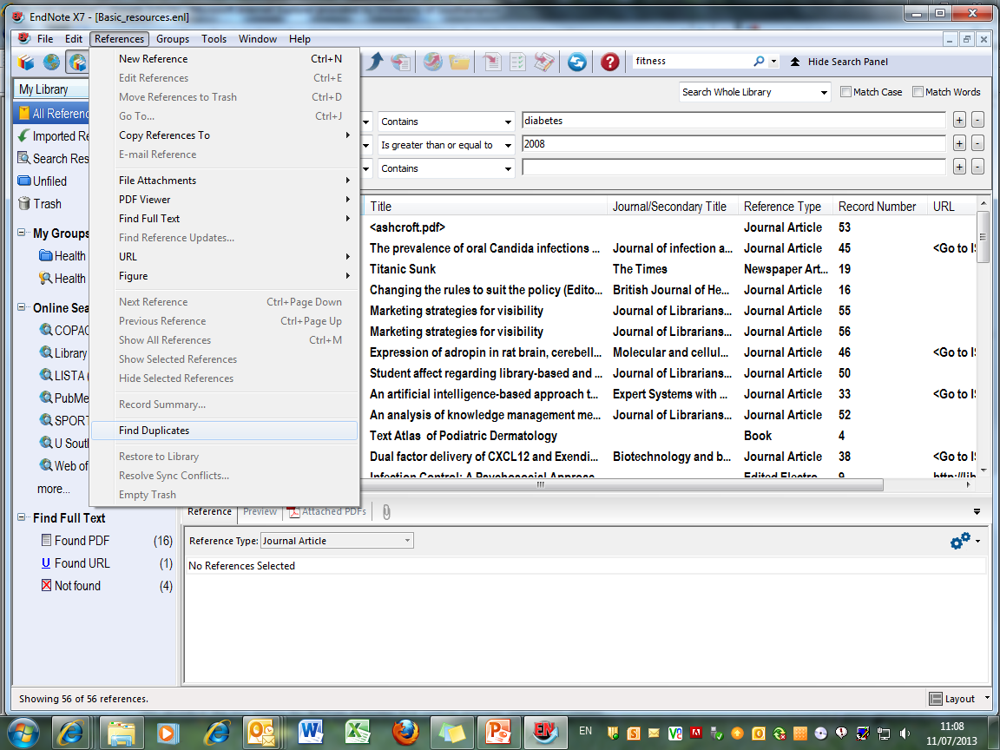 EndNote X7 - [Basic_resources.enl]
File Edit References Groups Tools Window Help
fitness
Hide Search Panel
My Library
All Referenc
Imported Re
Search Res
Unfiled
Trash
My Groups
Health
Health
Online Sea
COPAC
Library
LISTA (
PubMe
SPORT
U South
Web of
more...
Find Full Text
Found PDF (16)
Found URL (1)
Not found (4)
New Reference Ctrl+N
Edit References Ctrl+E
Move References to Trash Ctrl+D
Go To... Ctrl+J
Copy References To
E-mail Reference
File Attachments
PDF Viewer
Find Full Text
Find Reference Updates...
URL
Figure
Next Reference Ctrl+Page Down
Previous Reference Ctrl+Page Up
Show All References Ctrl+M
Show Selected References
Hide Selected References
Record Summary...
Find Duplicates
Restore to Library
Resolve Sync Conflicts...
Empty Trash
Search Whole Library Match Case Match Words
Contains diabetes + -
Is greater than or equal to 2008 + -
Contains + -
Title Journal/Secondary Title Reference Type Record Number URL
<ashcroft.pdf> Journal Article 53
The prevalence of oral Candida infections ... Journal of infection a... Journal Article 45 <Go to I
Titanic Sunk The Times Newspaper Art... 19
Changing the rules to suit the policy (Edito... British Journal of He... Journal Article 16
Marketing strategies for visibility Journal of Librarians... Journal Article 55
Marketing strategies for visibility Journal of Librarians... Journal Article 56
Expression of adropin in rat brain, cerebell... Molecular and cellul... Journal Article 46 <Go to I
Student affect regarding library-based and ... Journal of Librarians... Journal Article 50
An artificial intelligence-based approach t... Expert Systems with ... Journal Article 33 <Go to I
An analysis of knowledge management me... Journal of Librarians... Journal Article 52
Text Atlas of Podiatric Dermatology Book 4
Dual factor delivery of CXCL12 and Exendi... Biotechnology and b... Journal Article 38 <Go to I
Infection Control: A Psychosocial Approac Edited Electro 9 http://lib
Reference Preview Attached PDFs
Reference Type: Journal Article
No References Selected
Showing 56 of 56 references.
Layout
EN
11:08
11/07/2013